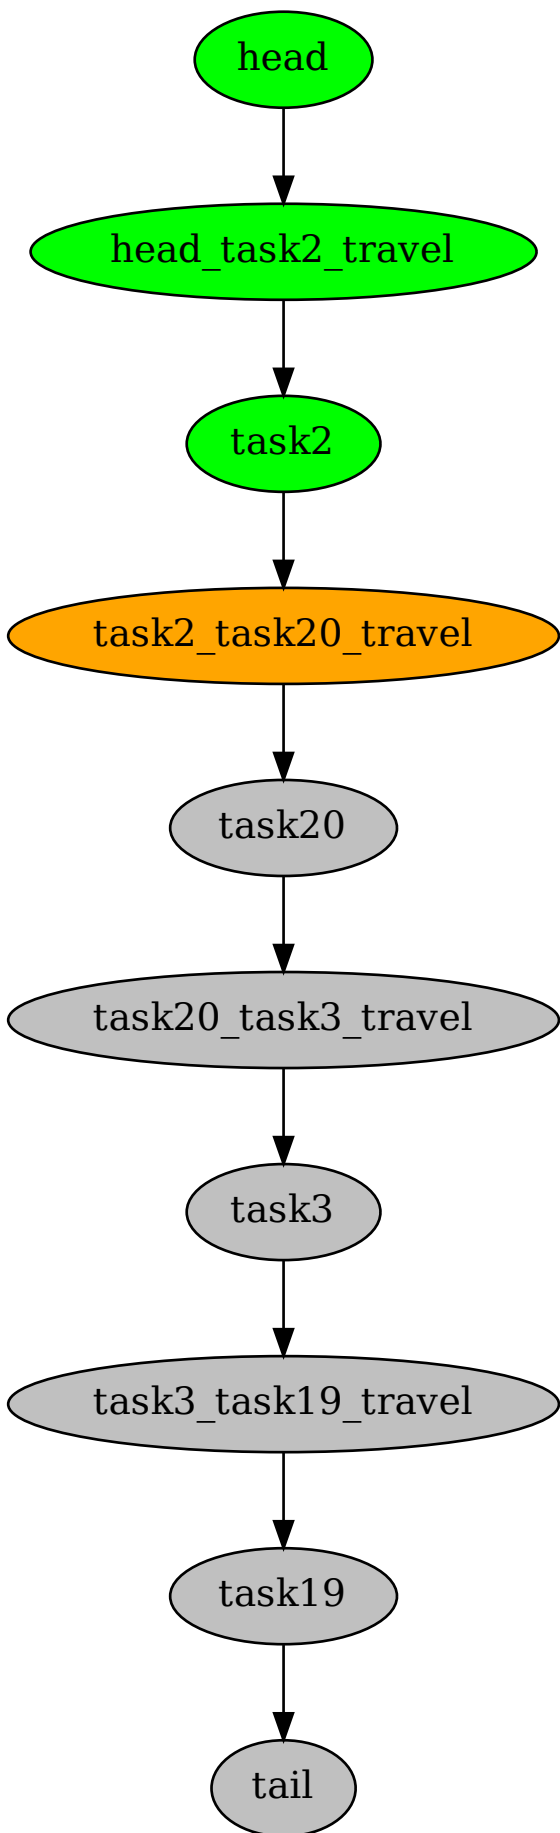 head
head_task2_travel
task2
task2_task20_travel
task20
task20_task3_travel
task3
task3_task19_travel
task19
tail